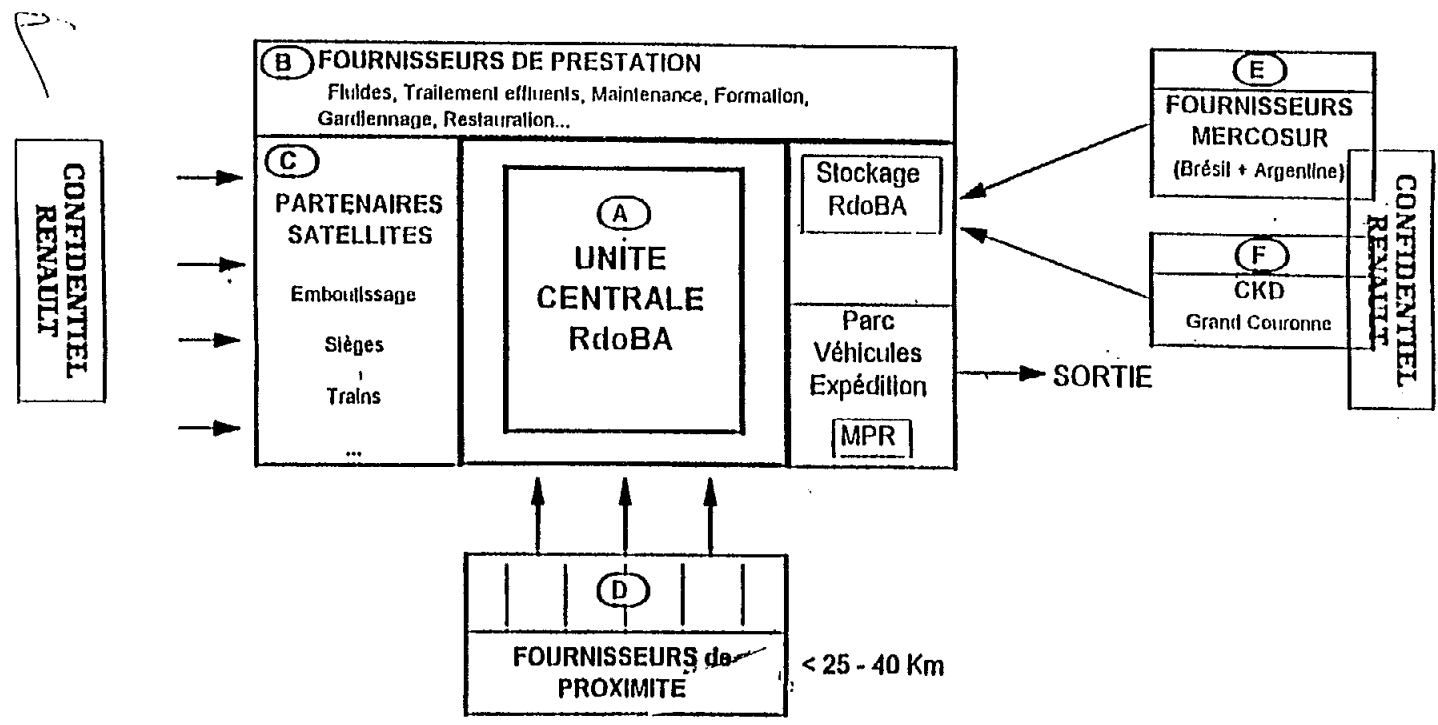 CONFIDENTIEL
RENAULT
B FOURNISSEURS DE PRESTATION
Fluides, Traitement effluents, Maintenance, Formation,
Gardiennage, Restauration...
C
PARTENAIRES
SATELLITES
Emboutissage
Sièges
Trains
...
A
UNITE
CENTRALE
RdoBA
Stockage
RdoBA
Parc
Véhicules
Expédition
MPR
SORTIE
E
FOURNISSEURS
MERCOSUR
(Brésil + Argentine)
F
CKD
Grand Couronne
CONFIDENTIEL
RENAULT
D
FOURNISSEURS de
PROXIMITE
< 25 - 40 Km